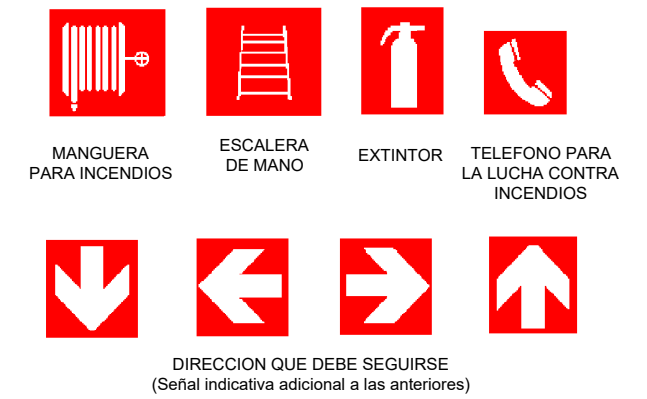 MANGUERA
PARA INCENDIOS
ESCALERA
DE MANO
EXTINTOR
TELEFONO PARA
LA LUCHA CONTRA
INCENDIOS
DIRECCION QUE DEBE SEGUIRSE
(Señal indicativa adicional a las anteriores)